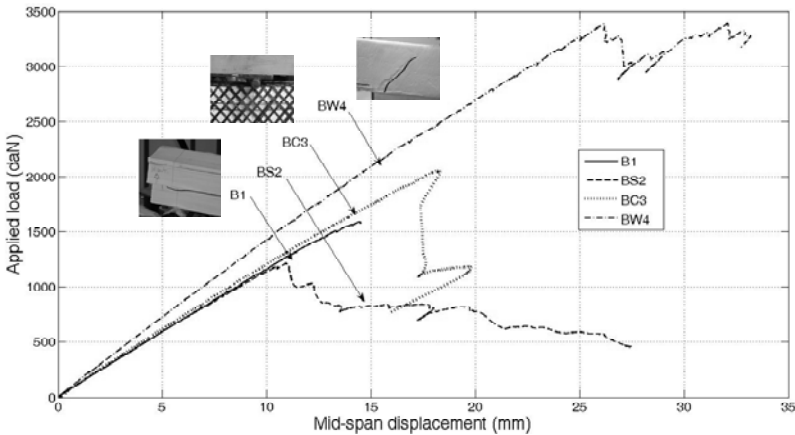 Applied load (daN)
3500
3000
2500
2000
1500
1000
500
0
0
5
10
15
20
25
30
35
Mid-span displacement (mm)
BW4
BC3
BS2
B1
B1
BS2
BC3
BW4